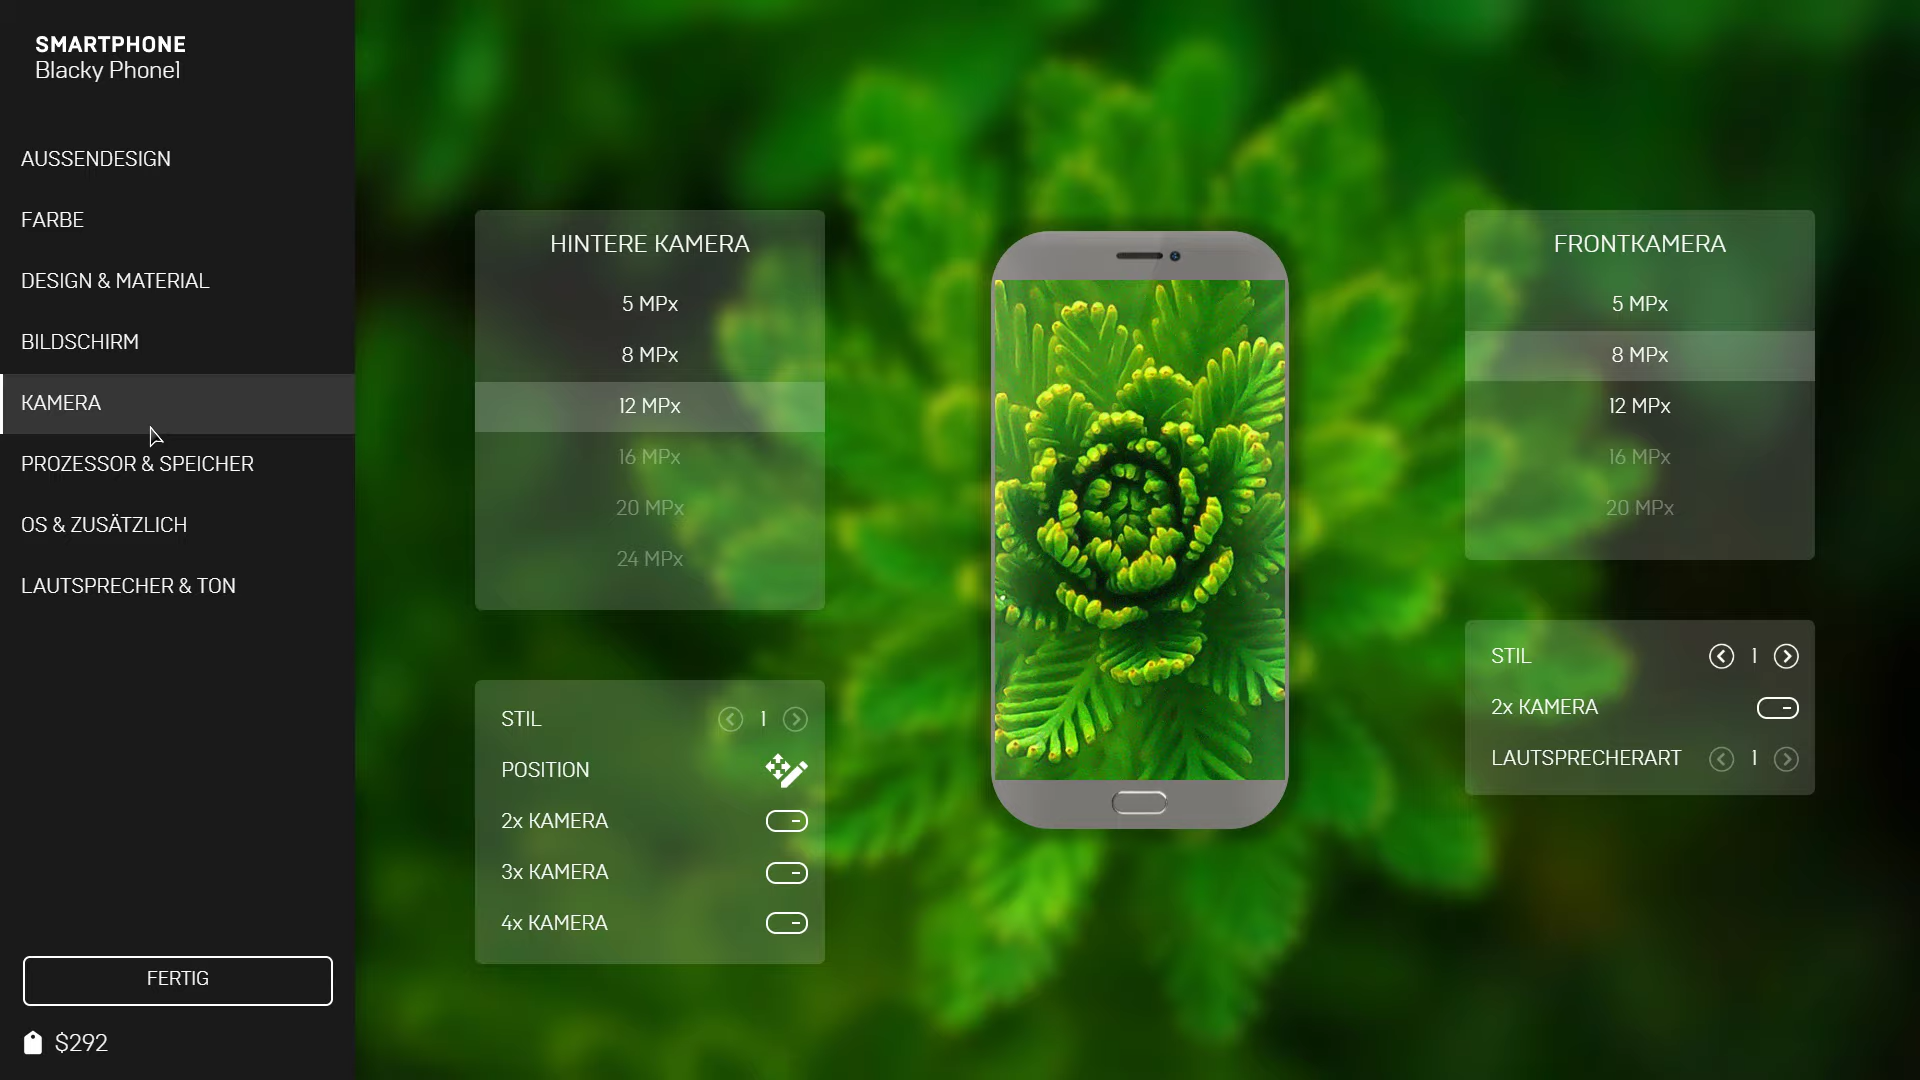 SMARTPHONE
Blacky Phone1
AUSSENDESIGN
FARBE
DESIGN & MATERIAL
BILDSCHIRM
KAMERA
PROZESSOR & SPEICHER
OS & ZUSÄTZLICH
LAUTSPRECHER & TON
FERTIG
$292
HINTERE KAMERA
5 MPx
8 MPx
12 MPx
16 MPx
20 MPx
24 MPx
STIL 1
POSITION
2x KAMERA
3x KAMERA
4x KAMERA
FRONTKAMERA
5 MPx
8 MPx
12 MPx
16 MPx
20 MPx
STIL 1
2x KAMERA
LAUTSPRECHERART 1